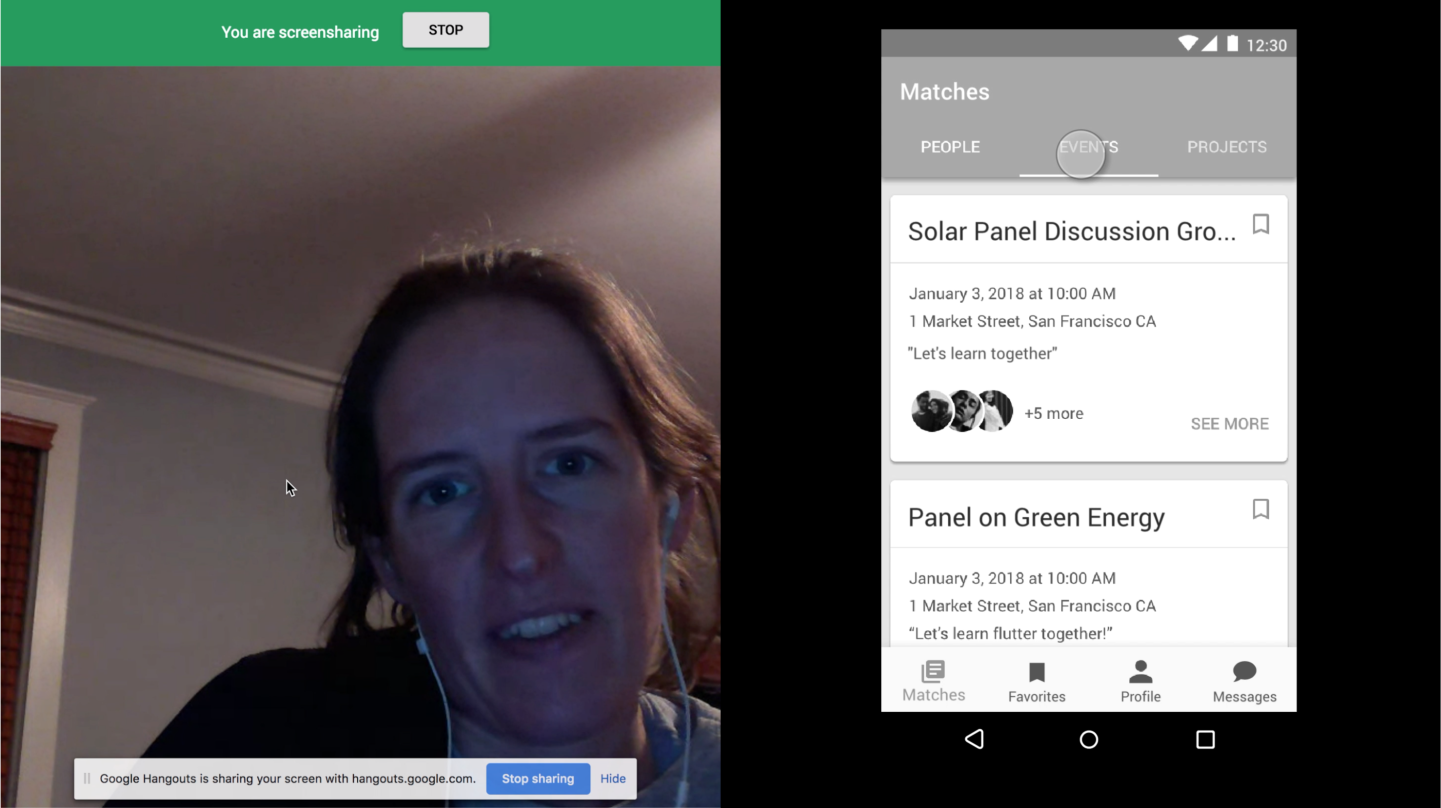 You are screensharing STOP
Google Hangouts is sharing your screen with hangouts.google.com. Stop sharing Hide
12:30
Matches
PEOPLE EVENTS PROJECTS
Solar Panel Discussion Gro...
January 3, 2018 at 10:00 AM
1 Market Street, San Francisco CA
"Let's learn together"
+5 more
SEE MORE
Panel on Green Energy
January 3, 2018 at 10:00 AM
1 Market Street, San Francisco CA
“Let's learn flutter together!”
Matches Favorites Profile Messages